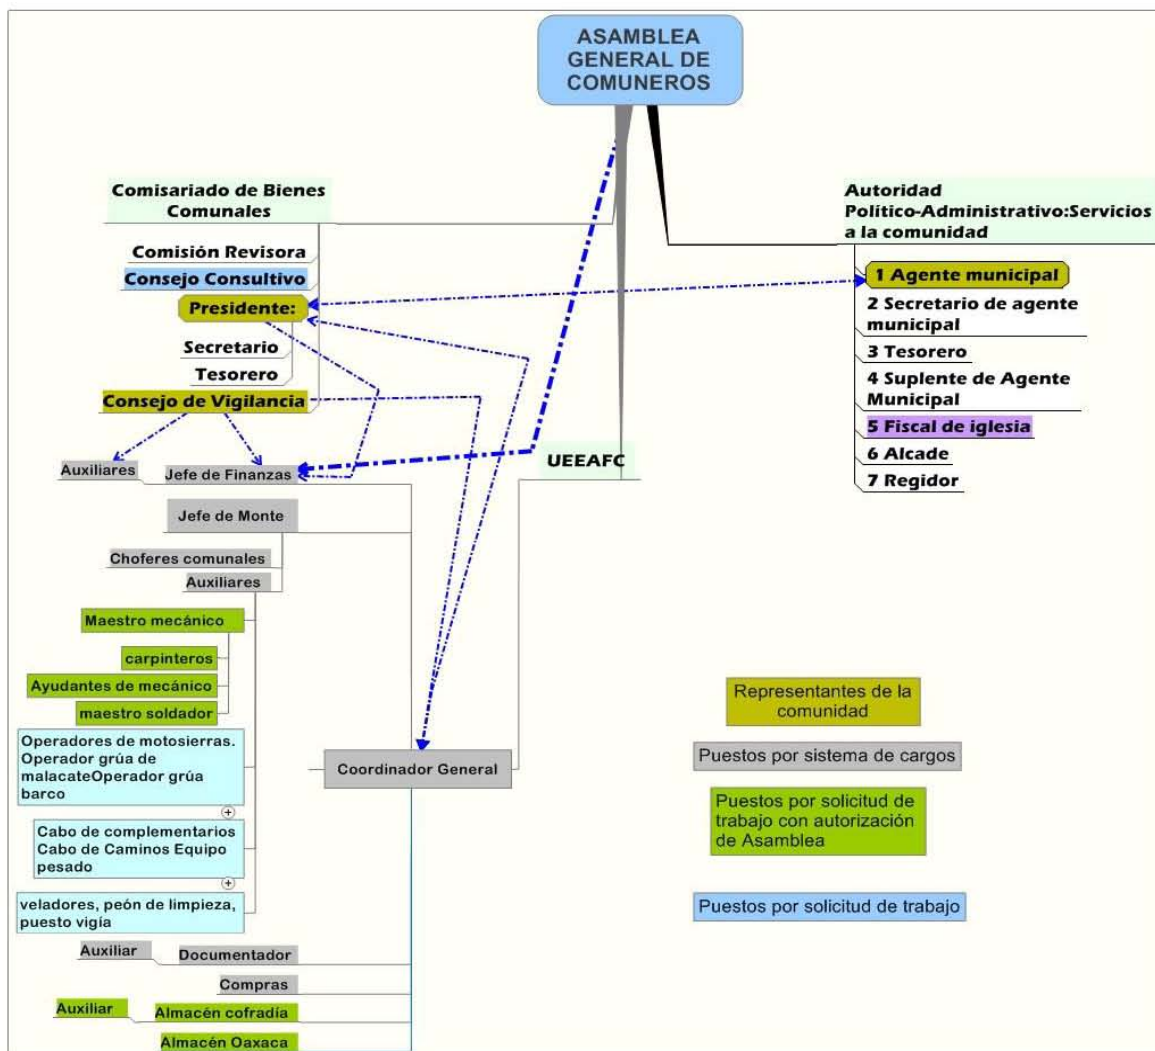 ASAMBLEA
GENERAL DE
COMUNEROS
Comisariado de Bienes
Comunales
Comisión Revisora
Consejo Consultivo
Presidente:
Secretario
Tesorero
Consejo de Vigilancia
Auxiliares
Jefe de Finanzas
UEEAFC
Jefe de Monte
Choferes comunales
Auxiliares
Maestro mecánico
carpinteros
Ayudantes de mecánico
maestro soldador
Operadores de motosierras.
Operador grúa de
malacateOperador grúa
barco
Cabo de complementarios
Cabo de Caminos Equipo
pesado
veladores, peón de limpieza,
puesto vigía
Coordinador General
Auxiliar
Documentador
Compras
Auxiliar
Almacén cofradía
Almacén Oaxaca
Autoridad
Político-Administrativo:Servicios
a la comunidad
1 Agente municipal
2 Secretario de agente
municipal
3 Tesorero
4 Suplente de Agente
Municipal
5 Fiscal de iglesia
6 Alcade
7 Regidor
Representantes de la
comunidad
Puestos por sistema de cargos
Puestos por solicitud de
trabajo con autorización
de Asamblea
Puestos por solicitud de trabajo